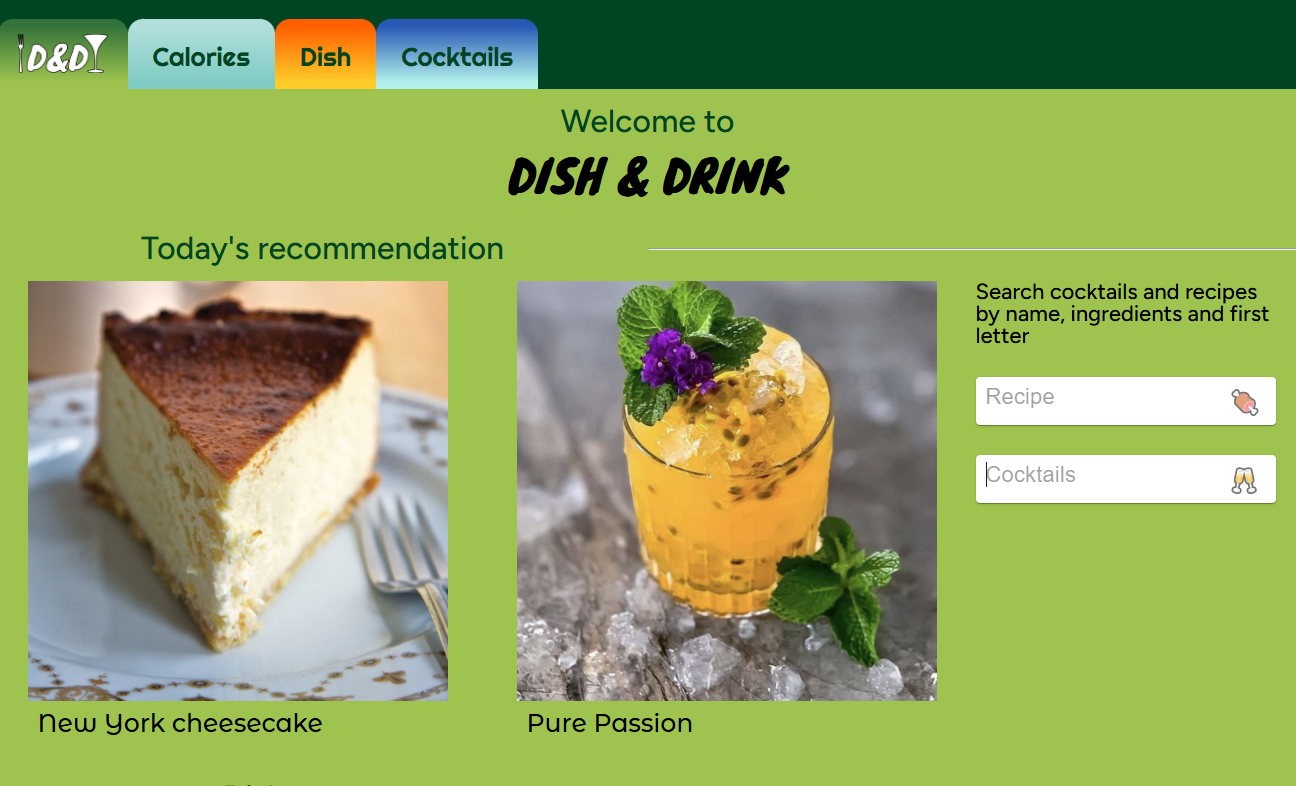 D&D
Calories
Dish
Cocktails
Welcome to
DISH & DRINK
Today's recommendation
Search cocktails and recipes
by name, ingredients and first
letter
Recipe
Cocktails
New York cheesecake
Pure Passion